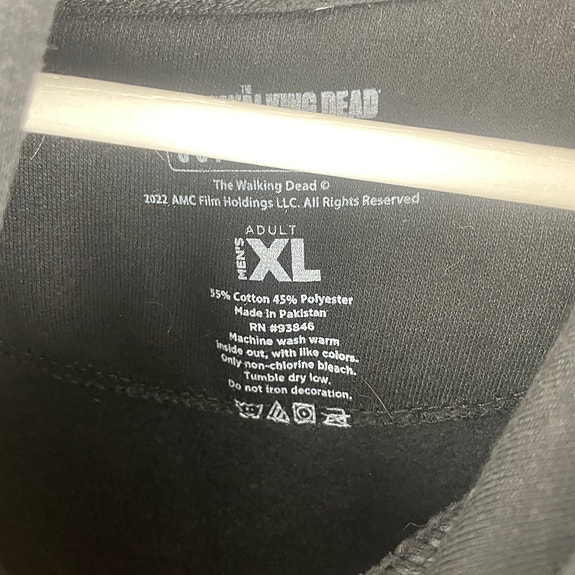 THE
WALKING DEAD
The Walking Dead ©
2022 AMC Film Holdings LLC. All Rights Reserved
ADULT
MEN'S XL
55% Cotton 45% Polyester
Made in Pakistan
RN #93846
Machine wash warm
inside out, with like colors.
Only non-chlorine bleach.
Tumble dry low.
Do not iron decoration.